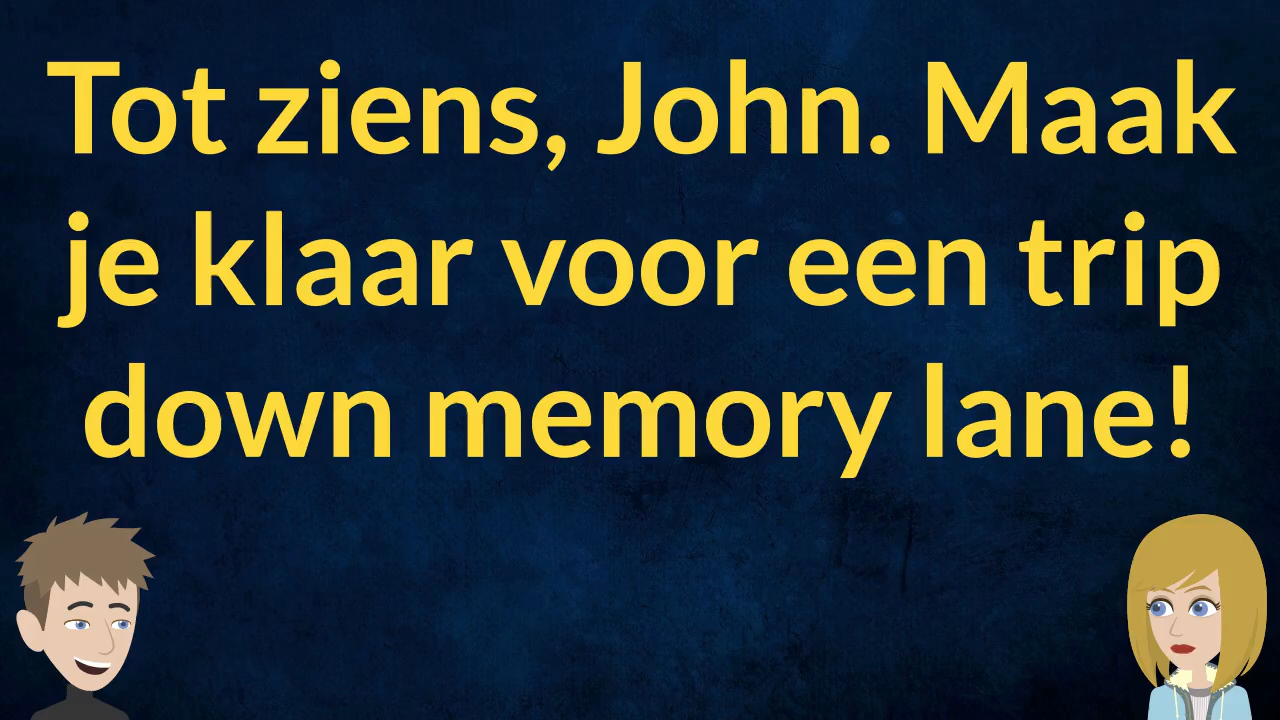 Tot ziens, John. Maak
je klaar voor een trip
down memory lane!